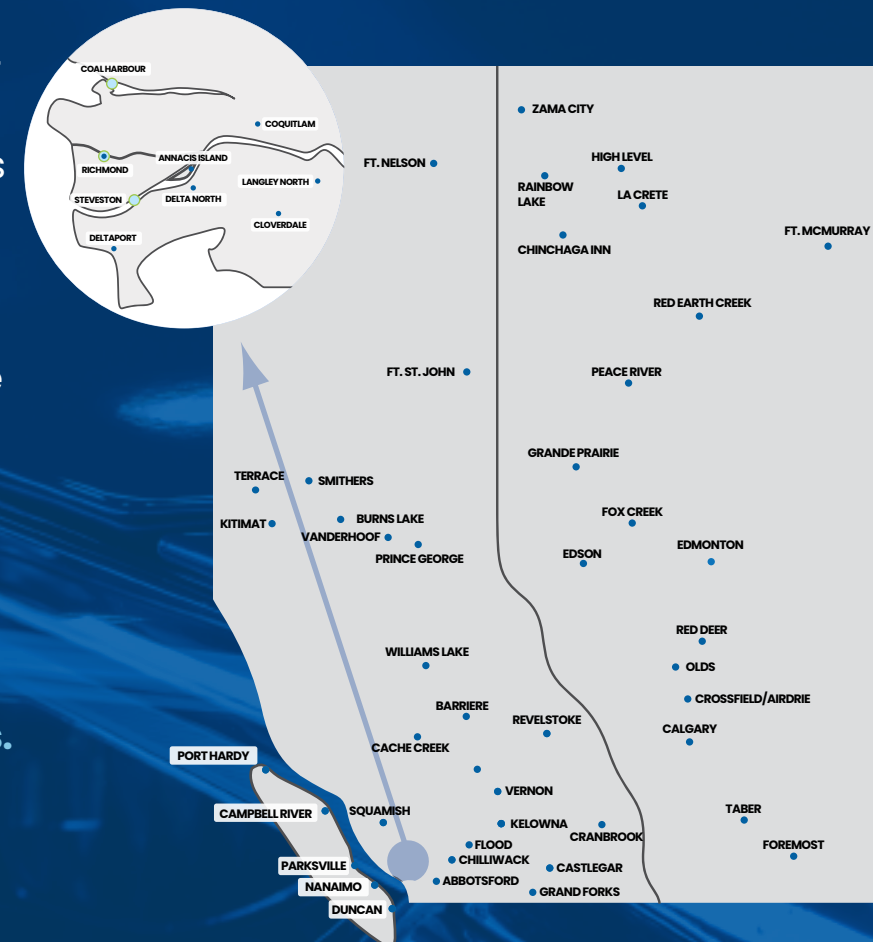 COAL HARBOUR
COQUITLAM
ANNACIS ISLAND
RICHMOND
LANGLEY NORTH
STEVESTON
DELTA NORTH
CLOVERDALE
DELTAPORT
ZAMA CITY
FT. NELSON
HIGH LEVEL
RAINBOW
LAKE
LA CRETE
FT. MCMURRAY
CHINCHAGA INN
RED EARTH CREEK
FT. ST. JOHN
PEACE RIVER
GRANDE PRAIRIE
TERRACE
SMITHERS
FOX CREEK
KITIMAT
BURNS LAKE
VANDERHOOF
EDMONTON
PRINCE GEORGE
EDSON
RED DEER
WILLIAMS LAKE
OLDS
CROSSFIELD/AIRDRIE
BARRIERE
REVELSTOKE
CALGARY
s.
CACHE CREEK
PORT HARDY
VERNON
CAMPBELL RIVER
SQUAMISH
TABER
KELOWNA
CRANBROOK
FLOOD
FOREMOST
CHILLIWACK
PARKSVILLE
CASTLEGAR
ABBOTSFORD
NANAIMO
GRAND FORKS
DUNCAN